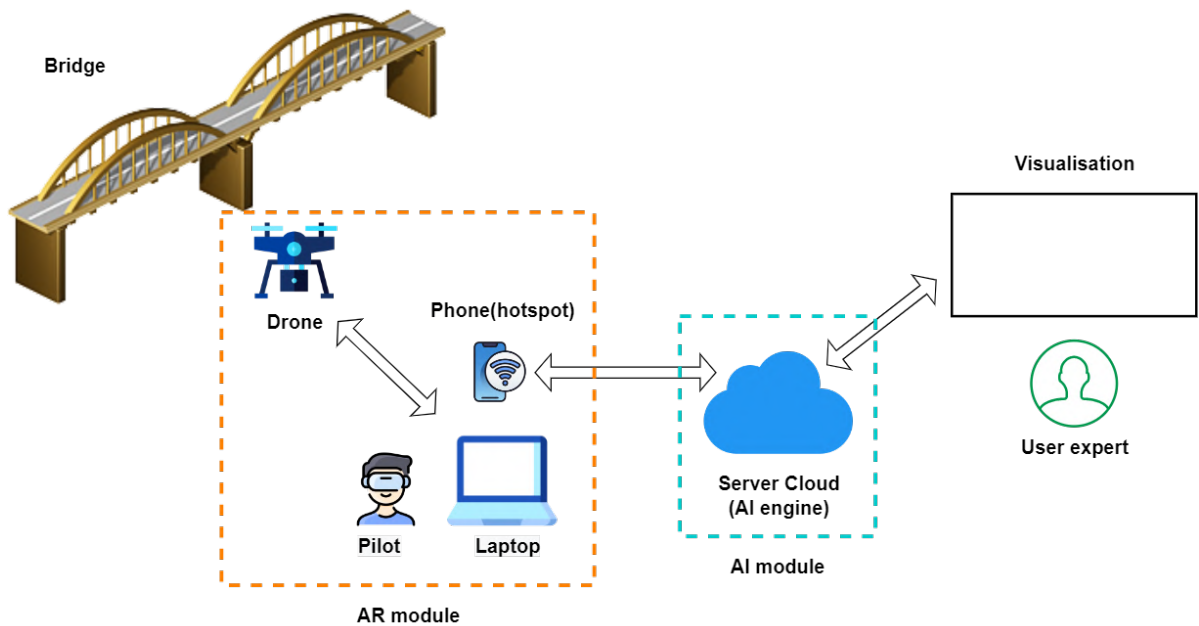 Bridge
Visualisation
Drone
Phone(hotspot)
User expert
Server Cloud
(AI engine)
Pilot
Laptop
AI module
AR module